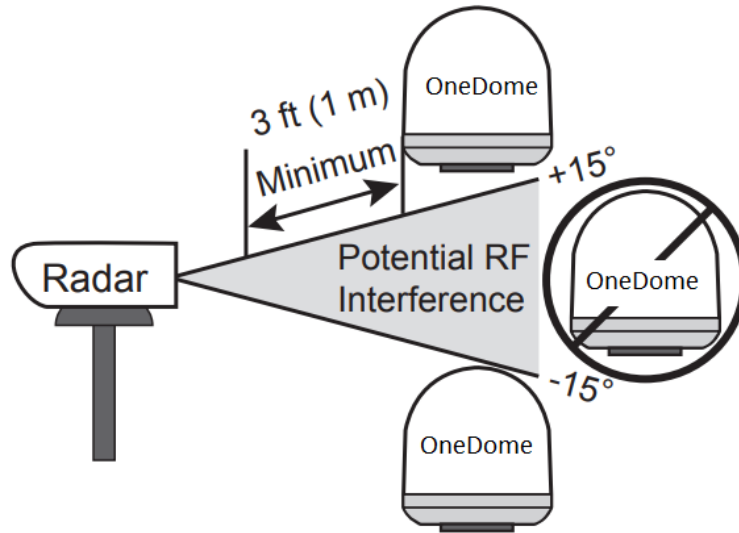 OneDome
3 ft (1 m)
Minimum
+15°
Radar
Potential RF
Interference
OneDome
-15°
OneDome